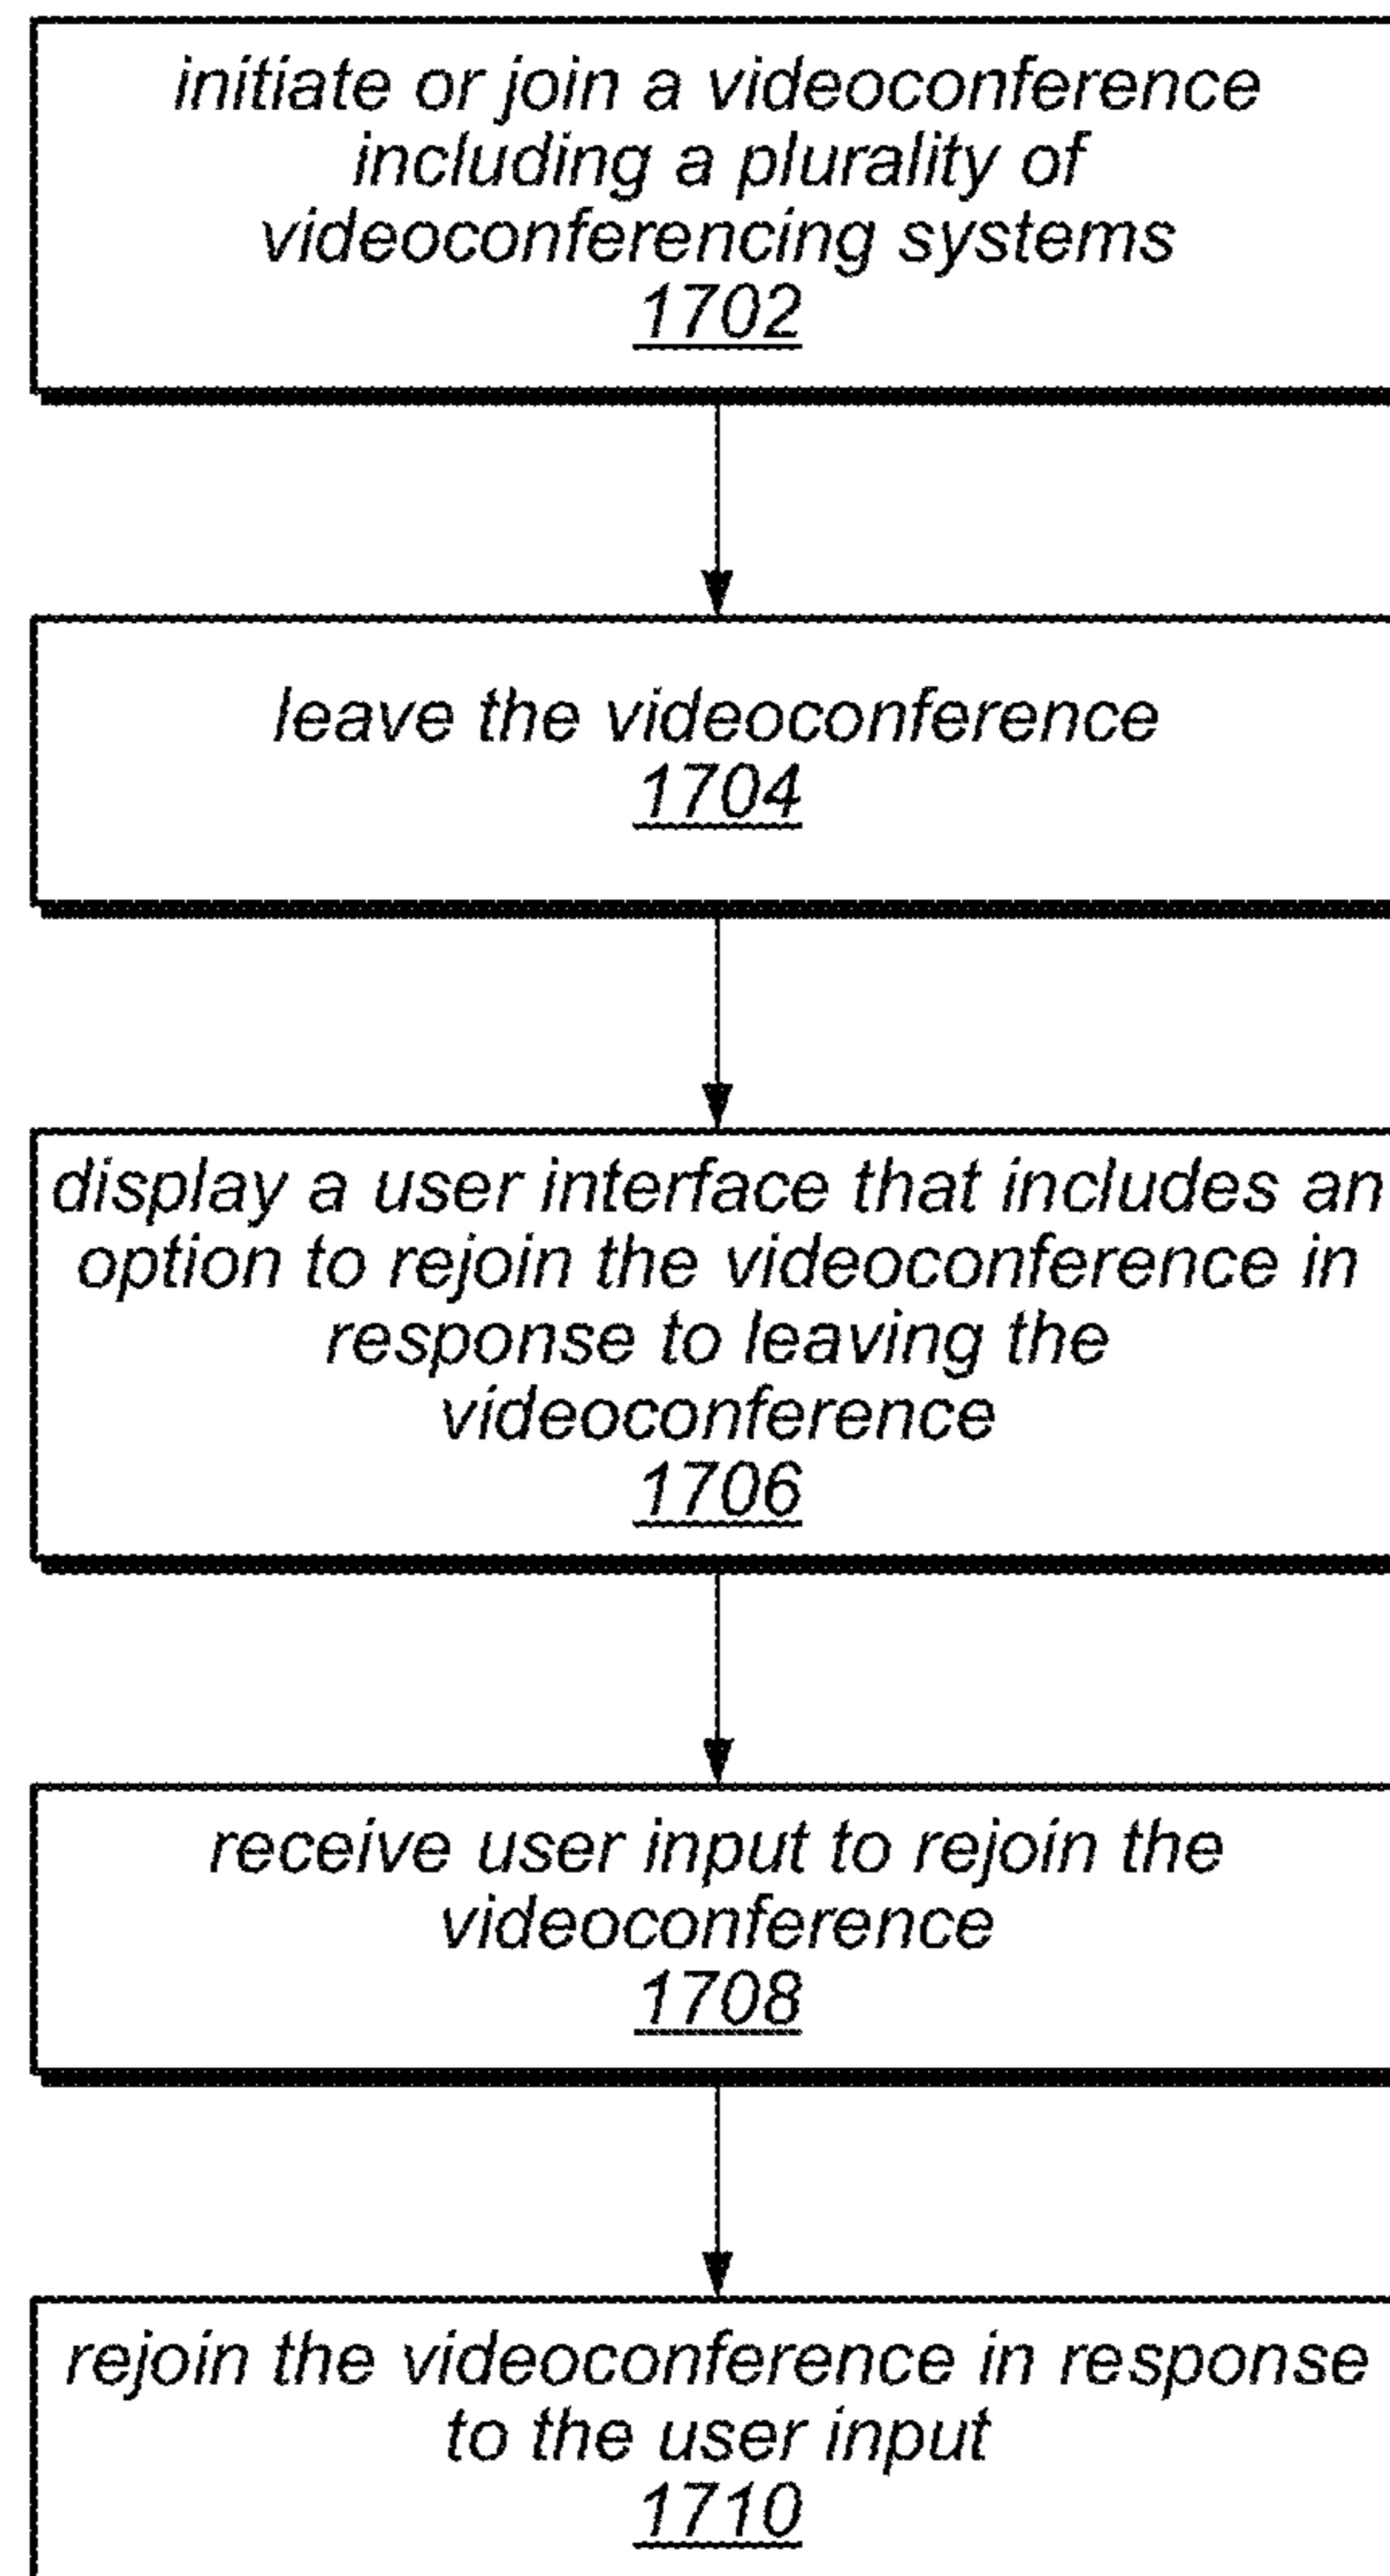 initiate or join a videoconference
including a plurality of
videoconferencing systems
1702
leave the videoconference
1704
display a user interface that includes an
option to rejoin the videoconference in
response to leaving the
videoconference
1706
receive user input to rejoin the
videoconference
1708
rejoin the videoconference in response
to the user input
1710